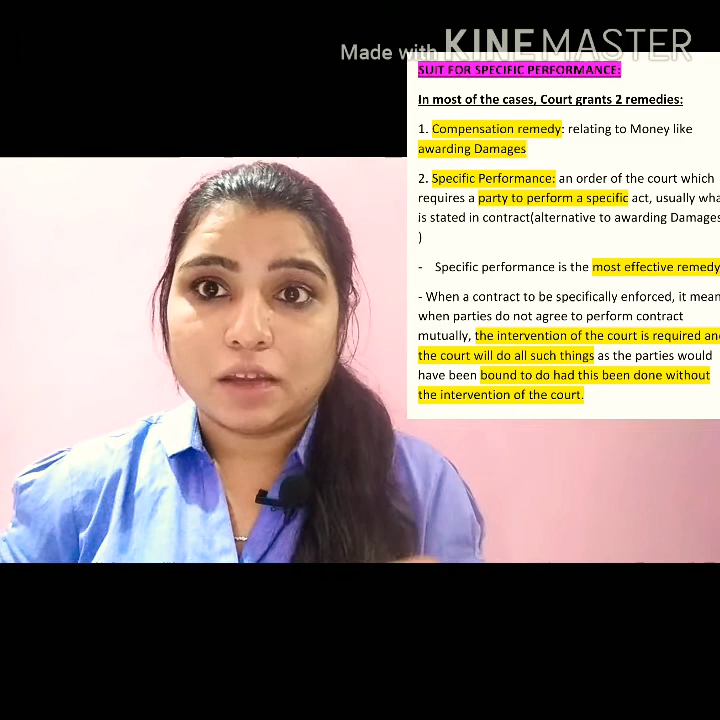 Made with KINEMASTER
SUIT FOR SPECIFIC PERFORMANCE:
In most of the cases, Court grants 2 remedies:
1. Compensation remedy: relating to Money like
awarding Damages
2. Specific Performance: an order of the court which
requires a party to perform a specific act, usually wha
is stated in contract(alternative to awarding Damages
)
- Specific performance is the most effective remedy
- When a contract to be specifically enforced, it mean
when parties do not agree to perform contract
mutually, the intervention of the court is required an
the court will do all such things as the parties would
have been bound to do had this been done without
the intervention of the court.